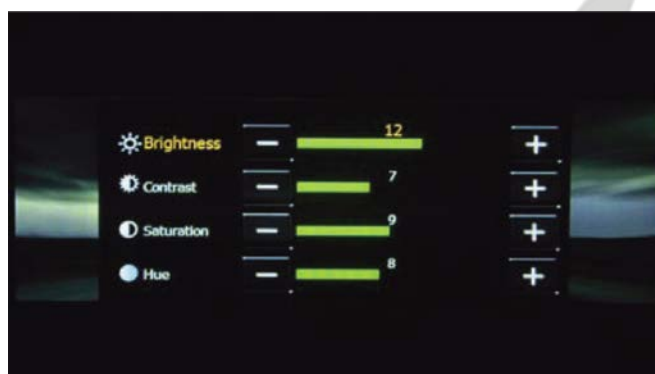 Brightness − 12 +
Contrast − 7 +
Saturation − 9 +
Hue − 8 +